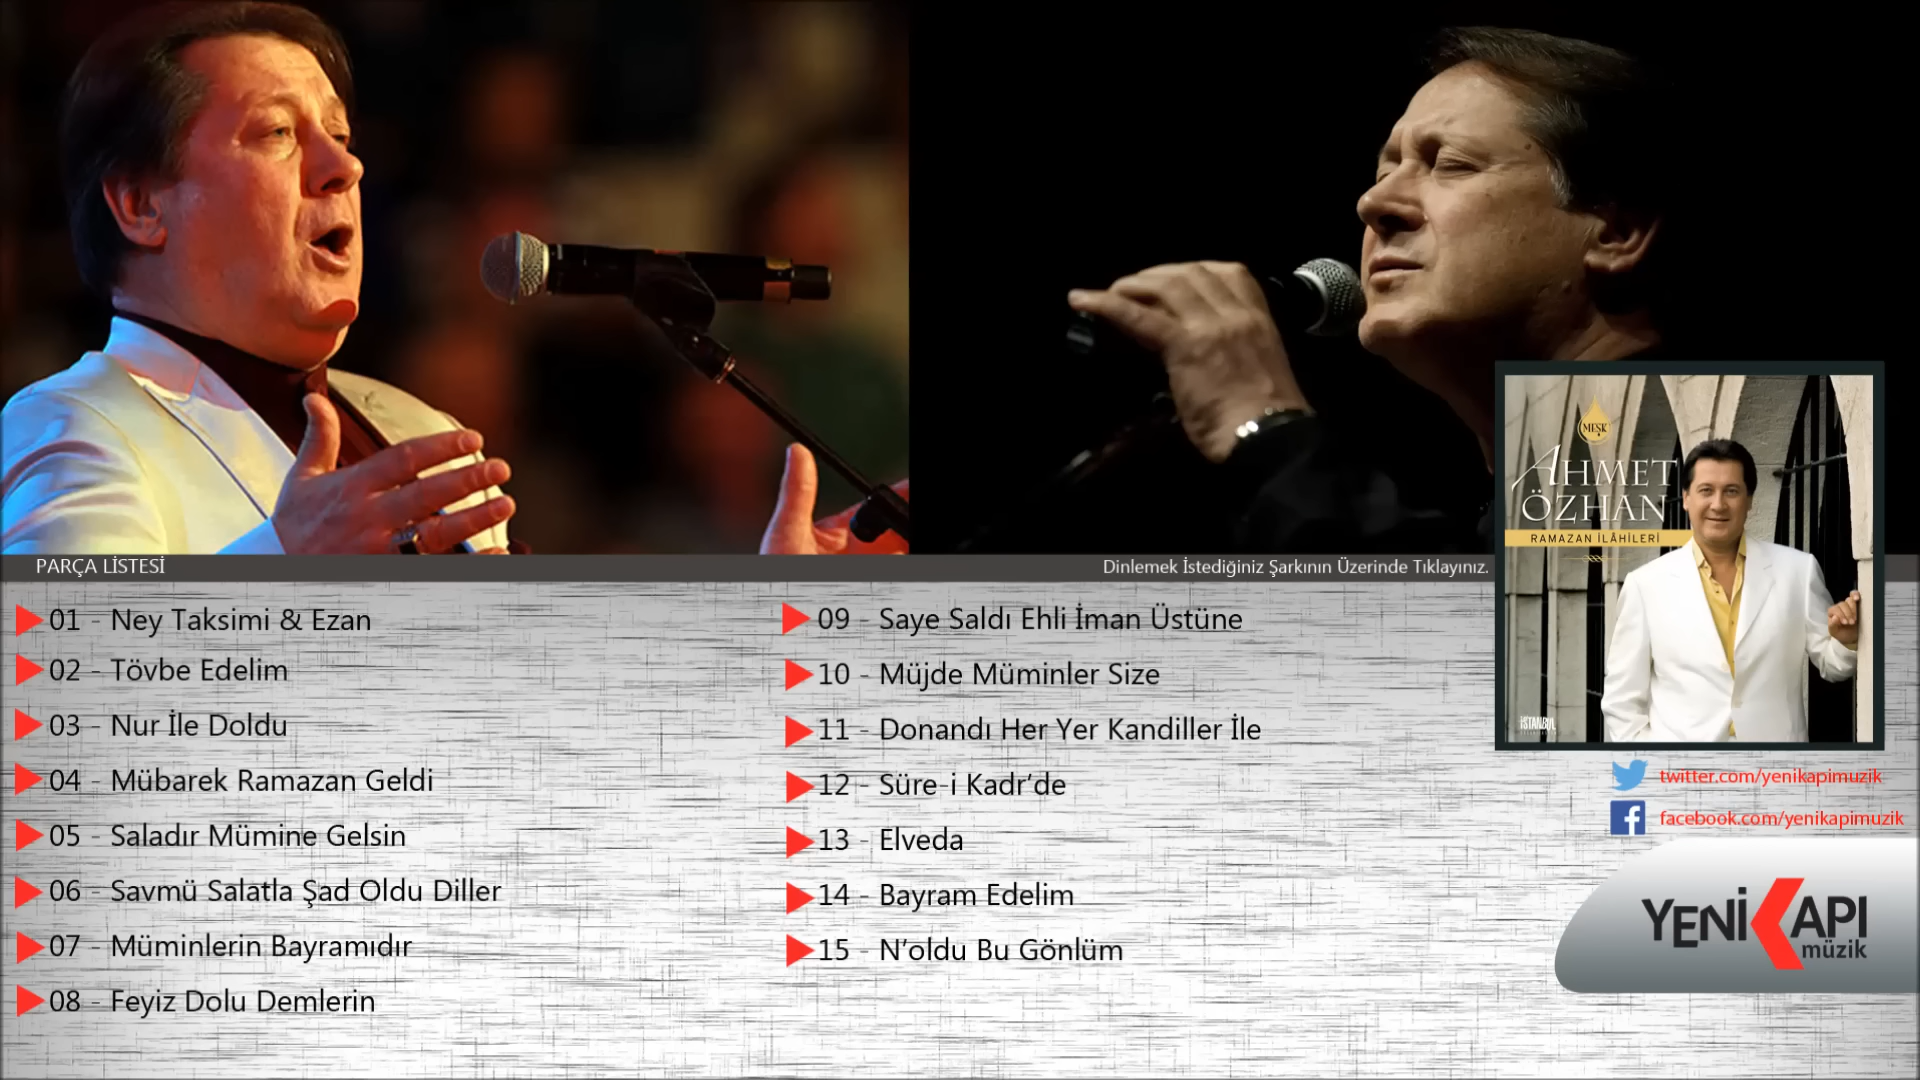 MEŞK
AHMET
ÖZHAN
RAMAZAN İLÂHİLERİ
İSTANBUL
PARÇA LİSTESİ
Dinlemek İstediğiniz Şarkının Üzerinde Tıklayınız.
01 - Ney Taksimi & Ezan
02 - Tövbe Edelim
03 - Nur İle Doldu
04 - Mübarek Ramazan Geldi
05 - Saladır Mümine Gelsin
06 - Savmü Salatla Şad Oldu Diller
07 - Müminlerin Bayramıdır
08 - Feyiz Dolu Demlerin
09 - Saye Saldı Ehli İman Üstüne
10 - Müjde Müminler Size
11 - Donandı Her Yer Kandiller İle
12 - Süre-i Kadr’de
13 - Elveda
14 - Bayram Edelim
15 - N’oldu Bu Gönlüm
twitter.com/yenikapimuzik
facebook.com/yenikapimuzik
YENİKAPI
müzik